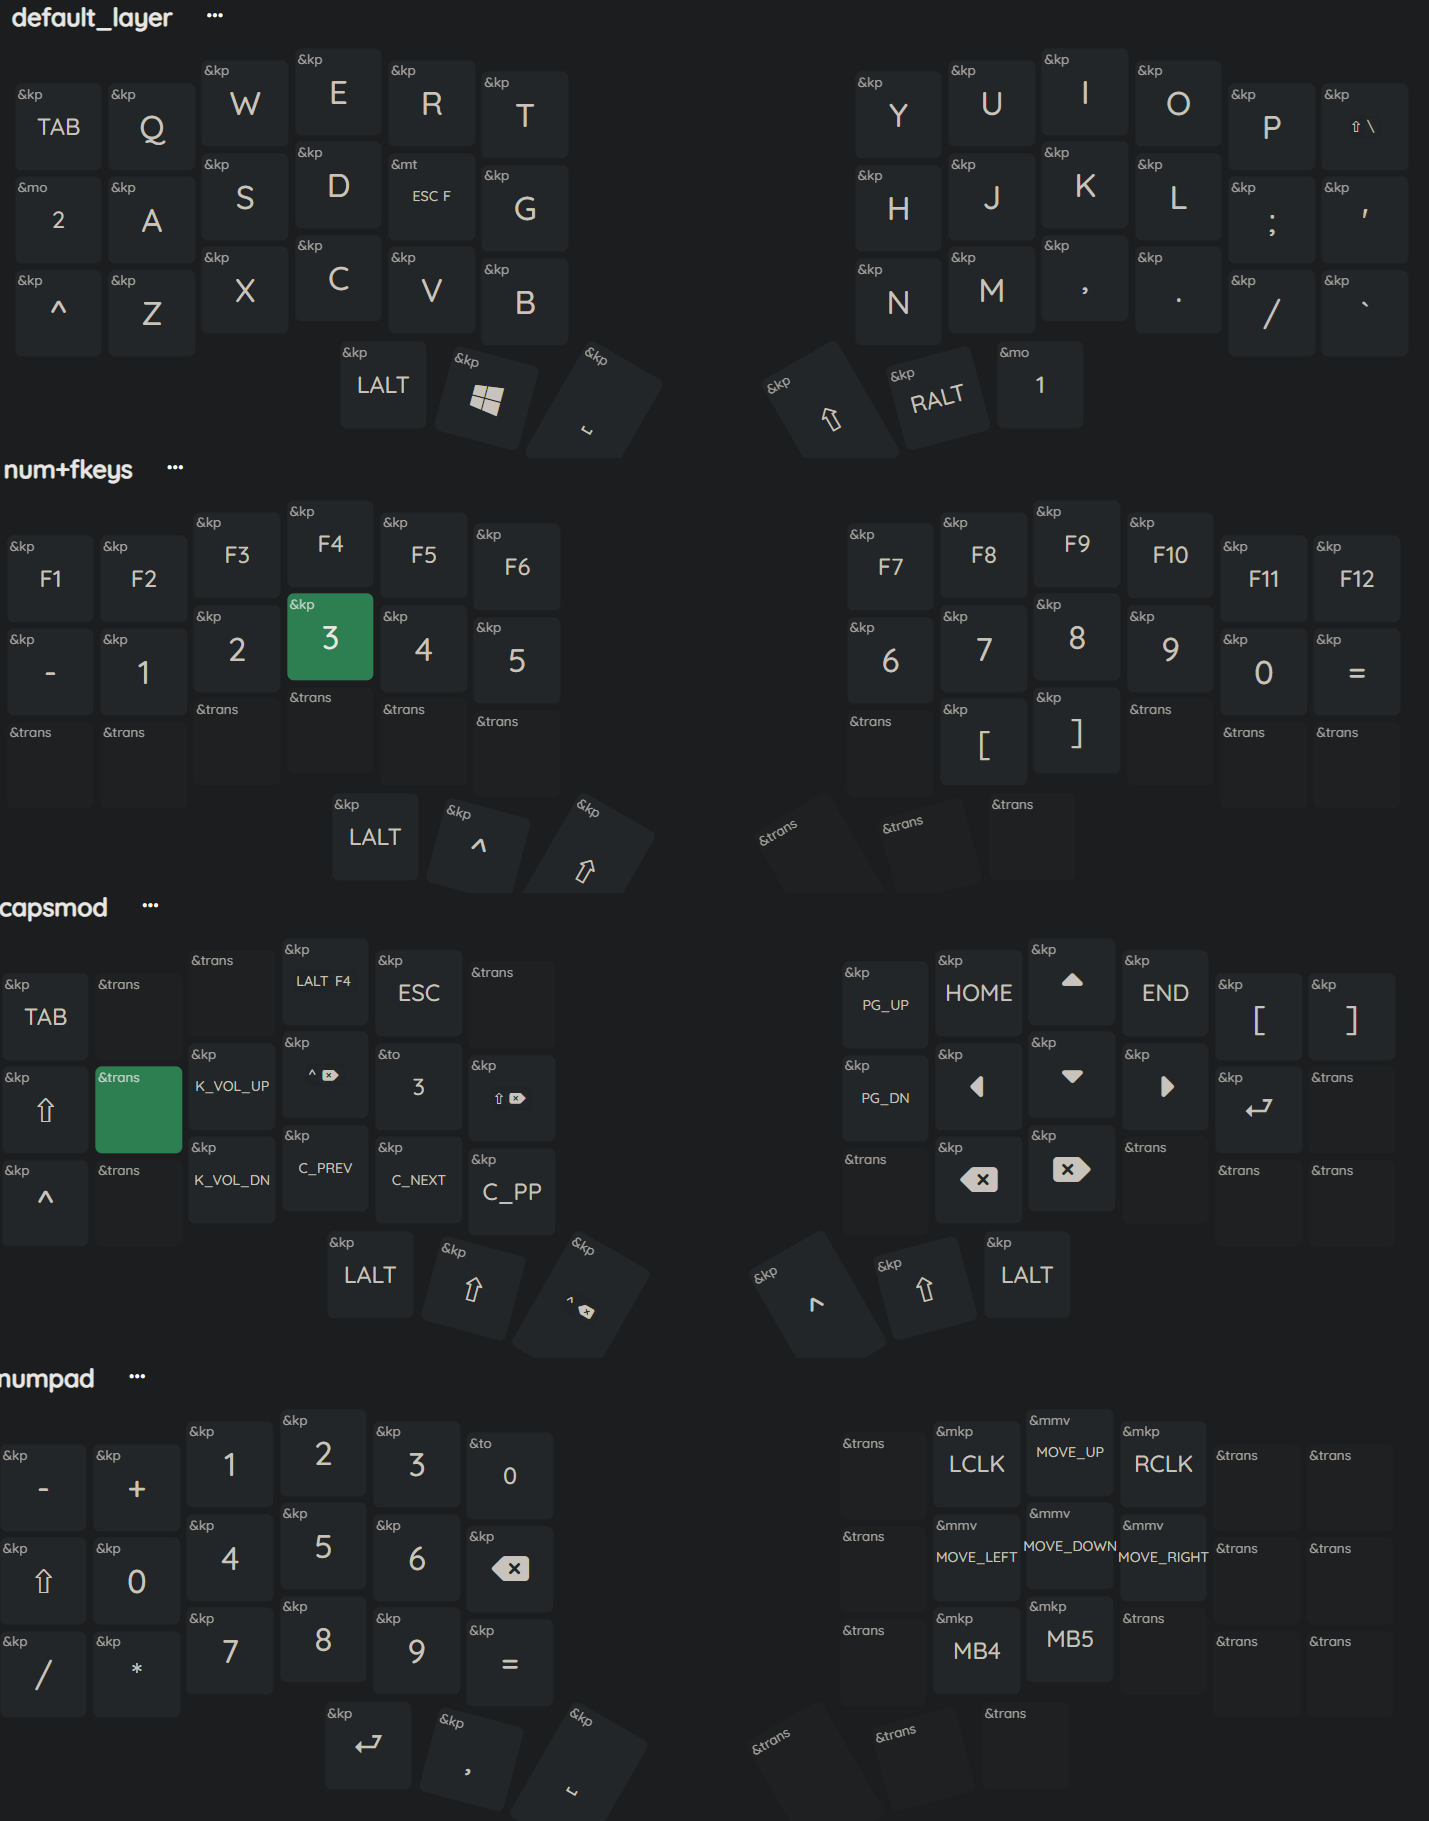 default_layer ...
&kp TAB &kp Q &kp W &kp E &kp R &kp T &kp Y &kp U &kp I &kp O &kp P &kp ⇧ \
&mo 2 &kp A &kp S &kp D &mt ESC F &kp G &kp H &kp J &kp K &kp L &kp ; &kp '
&kp ^ &kp Z &kp X &kp C &kp V &kp B &kp N &kp M &kp , &kp . &kp / &kp `
&kp LALT &kp &kp ⎵ &kp ⇧ &kp RALT &mo 1
num+fkeys ...
&kp F1 &kp F2 &kp F3 &kp F4 &kp F5 &kp F6 &kp F7 &kp F8 &kp F9 &kp F10 &kp F11 &kp F12
&kp - &kp 1 &kp 2 &kp 3 &kp 4 &kp 5 &kp 6 &kp 7 &kp 8 &kp 9 &kp 0 &kp =
&trans &trans &trans &trans &trans &trans &trans &kp [ &kp ] &trans &trans &trans
&kp LALT &kp ^ &kp ⇧ &trans &trans &trans
capsmod ...
&kp TAB &trans &trans &kp LALT F4 &kp ESC &trans &kp PG_UP &kp HOME &kp ▲ &kp END &kp [ &kp ]
&kp ⇧ &trans &kp K_VOL_UP &kp ^ ⌦ &to 3 &kp ⇧ ⌦ &kp PG_DN &kp ◀ &kp ▼ &kp ▶ &kp ⏎ &trans
&kp ^ &trans &kp K_VOL_DN &kp C_PREV &kp C_NEXT &kp C_PP &trans &kp ⌫ &kp ⌦ &trans &trans &trans
&kp LALT &kp ⇧ &kp ^ ⌫ &kp ^ &kp ⇧ &kp LALT
numpad ...
&kp - &kp + &kp 1 &kp 2 &kp 3 &to 0 &trans &mkp LCLK &mmv MOVE_UP &mkp RCLK &trans &trans
&kp ⇧ &kp 0 &kp 4 &kp 5 &kp 6 &kp ⌫ &trans &mmv MOVE_LEFT &mmv MOVE_DOWN &mmv MOVE_RIGHT &trans &trans
&kp / &kp * &kp 7 &kp 8 &kp 9 &kp = &trans &mkp MB4 &mkp MB5 &trans &trans &trans
&kp ⏎ &kp , &kp ⎵ &trans &trans &trans